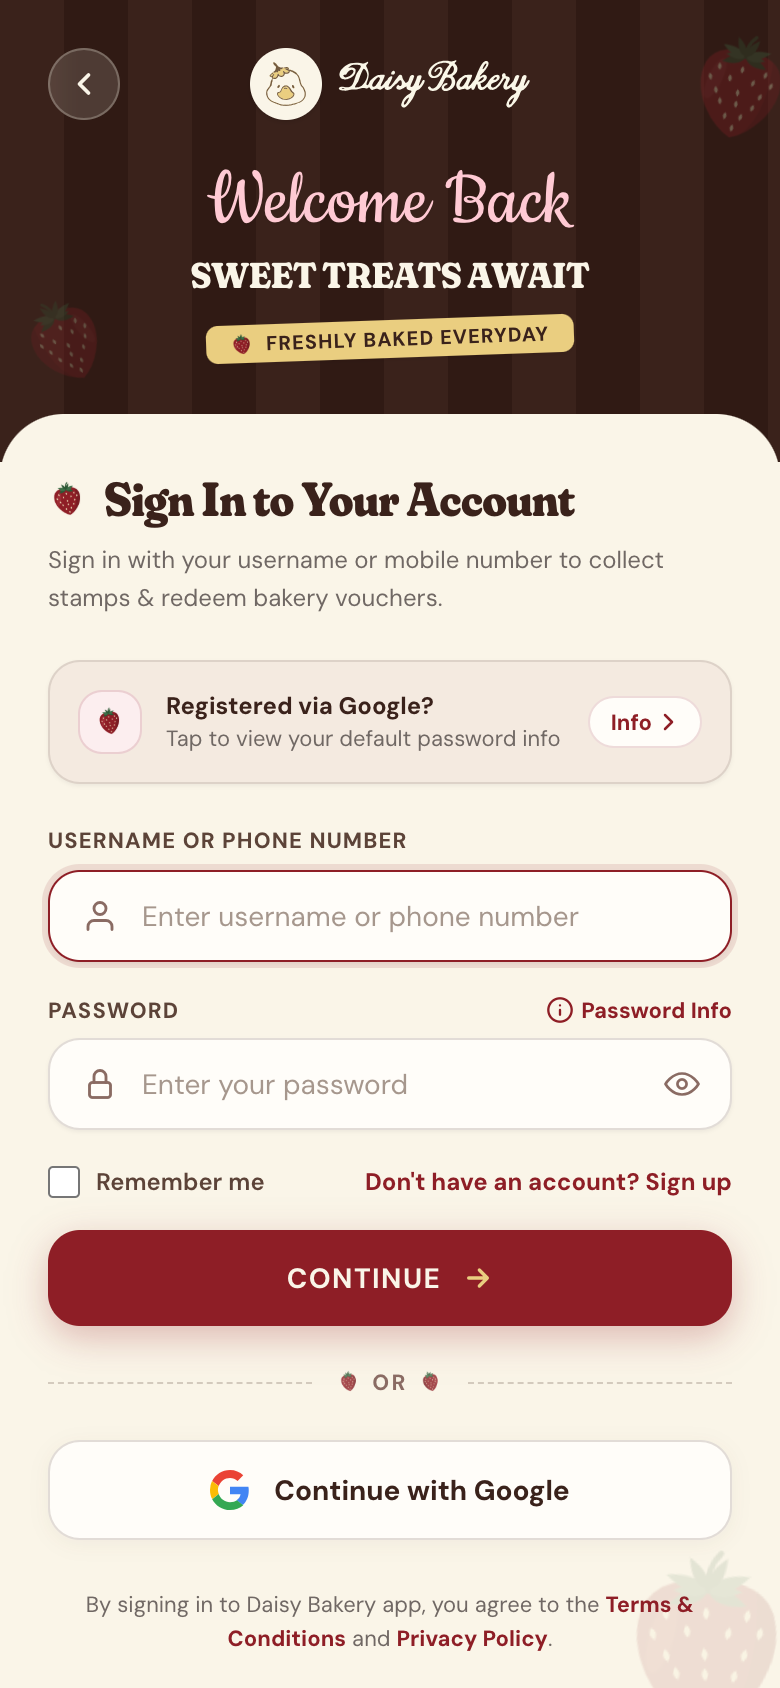 Daisy Bakery
Welcome Back
SWEET TREATS AWAIT
FRESHLY BAKED EVERYDAY
Sign In to Your Account
Sign in with your username or mobile number to collect
stamps & redeem bakery vouchers.
Registered via Google?
Tap to view your default password info
Info
USERNAME OR PHONE NUMBER
Enter username or phone number
PASSWORD
Password Info
Enter your password
Remember me
Don't have an account? Sign up
CONTINUE
OR
Continue with Google
By signing in to Daisy Bakery app, you agree to the Terms &
Conditions and Privacy Policy.